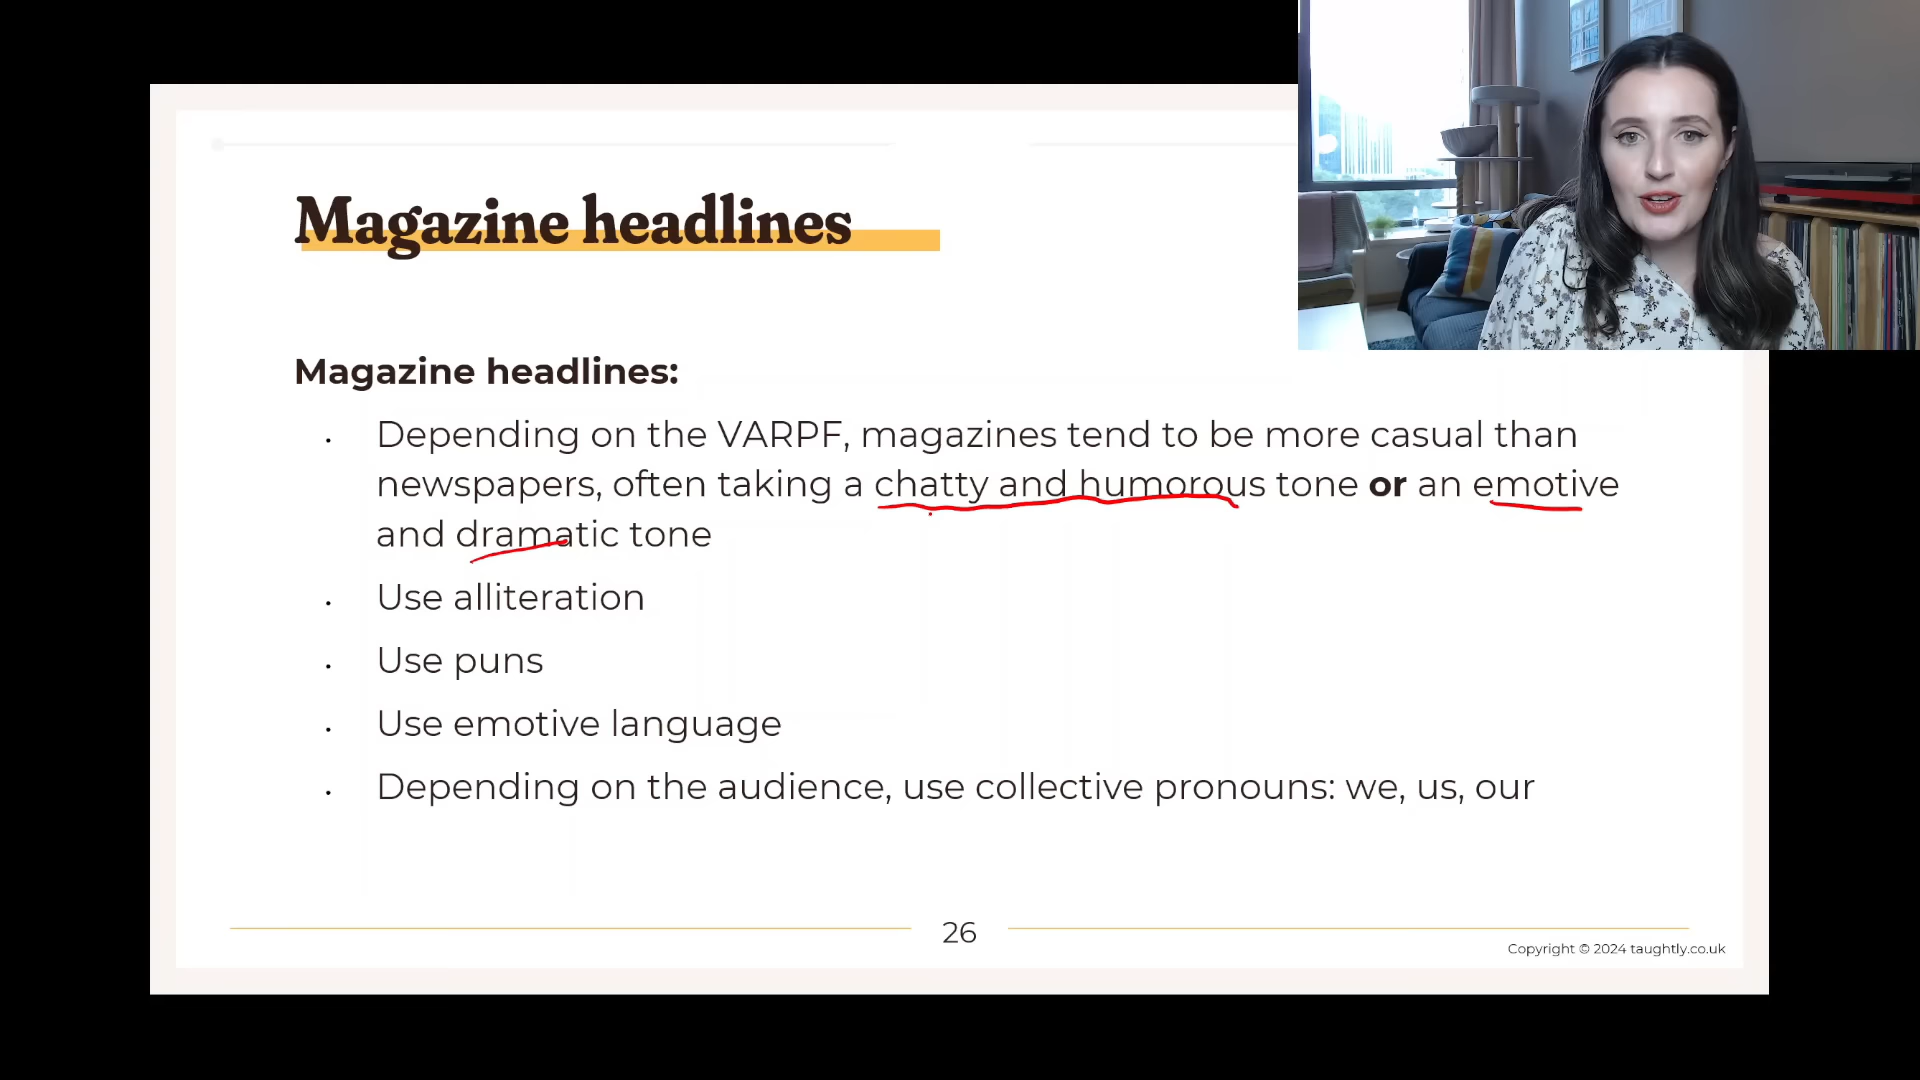 Magazine headlines
Magazine headlines:
Depending on the VARPF, magazines tend to be more casual than
newspapers, often taking a chatty and humorous tone or an emotive
and dramatic tone
Use alliteration
Use puns
Use emotive language
Depending on the audience, use collective pronouns: we, us, our
26
Copyright © 2024 taughtly.co.uk